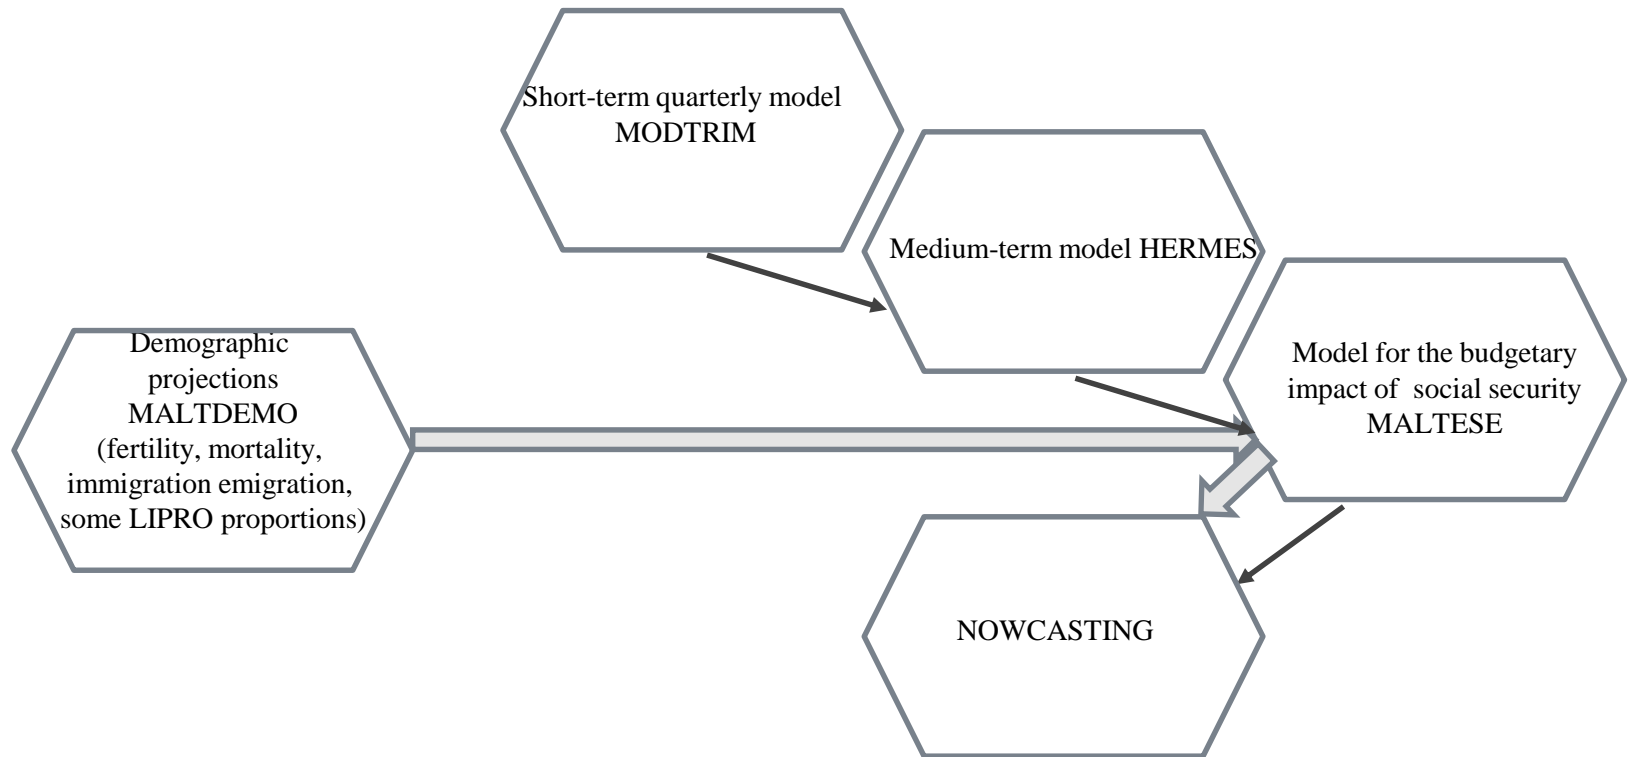 Short-term quarterly model
MODTRIM
Medium-term model HERMES
Model for the budgetary
impact of  social security
MALTESE
Demographic
projections
MALTDEMO
(fertility, mortality,
immigration emigration,
some LIPRO proportions)
NOWCASTING